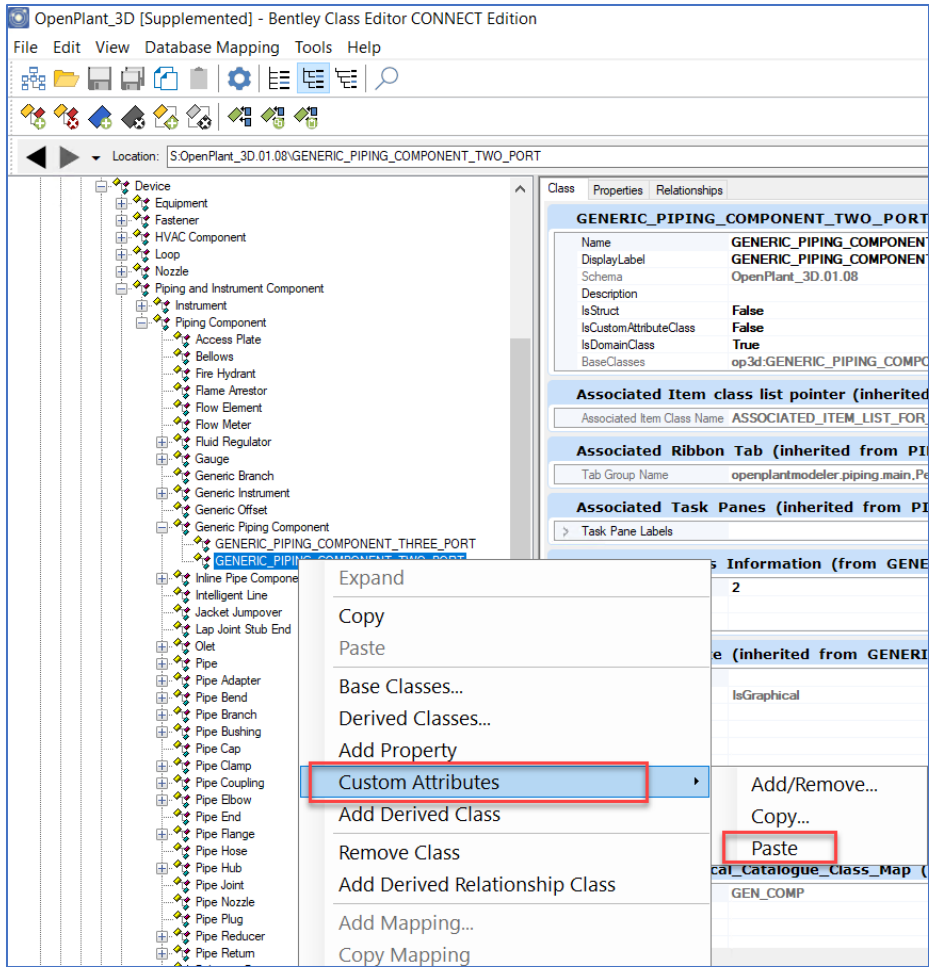 OpenPlant_3D [Supplemented] - Bentley Class Editor CONNECT Edition
File Edit View Database Mapping Tools Help
Location: S:OpenPlant_3D.01.08\GENERIC_PIPING_COMPONENT_TWO_PORT
Device
Equipment
Fastener
HVAC Component
Loop
Nozzle
Piping and Instrument Component
Instrument
Piping Component
Access Plate
Bellows
Fire Hydrant
Flame Arrestor
Flow Element
Flow Meter
Fluid Regulator
Gauge
Generic Branch
Generic Instrument
Generic Offset
Generic Piping Component
GENERIC_PIPING_COMPONENT_THREE_PORT
GENERIC_PIPING_COMPONENT_TWO_PORT
Inline Pipe Compone
Intelligent Line
Jacket Jumpover
Lap Joint Stub End
Olet
Pipe
Pipe Adapter
Pipe Bend
Pipe Branch
Pipe Bushing
Pipe Cap
Pipe Clamp
Pipe Coupling
Pipe Elbow
Pipe End
Pipe Flange
Pipe Hose
Pipe Hub
Pipe Joint
Pipe Nozzle
Pipe Plug
Pipe Reducer
Pipe Return
Class Properties Relationships
GENERIC_PIPING_COMPONENT_TWO_PORT
Name GENERIC_PIPING_COMPONENT
DisplayLabel GENERIC_PIPING_COMPONENT
Schema OpenPlant_3D.01.08
Description
IsStruct False
IsCustomAttributeClass False
IsDomainClass True
BaseClasses op3d:GENERIC_PIPING_COMPO
Associated Item class list pointer (inherited
Associated Item Class Name ASSOCIATED_ITEM_LIST_FOR_
Associated Ribbon Tab (inherited from PI
Tab Group Name openplantmodeler.piping.main,Pe
Associated Task Panes (inherited from PI
> Task Pane Labels
s Information (from GENE
2
e (inherited from GENERI
IsGraphical
cal_Catalogue_Class_Map (
GEN_COMP
Expand
Copy
Paste
Base Classes...
Derived Classes...
Add Property
Custom Attributes
Add Derived Class
Remove Class
Add Derived Relationship Class
Add Mapping...
Copy Mapping
Add/Remove...
Copy...
Paste